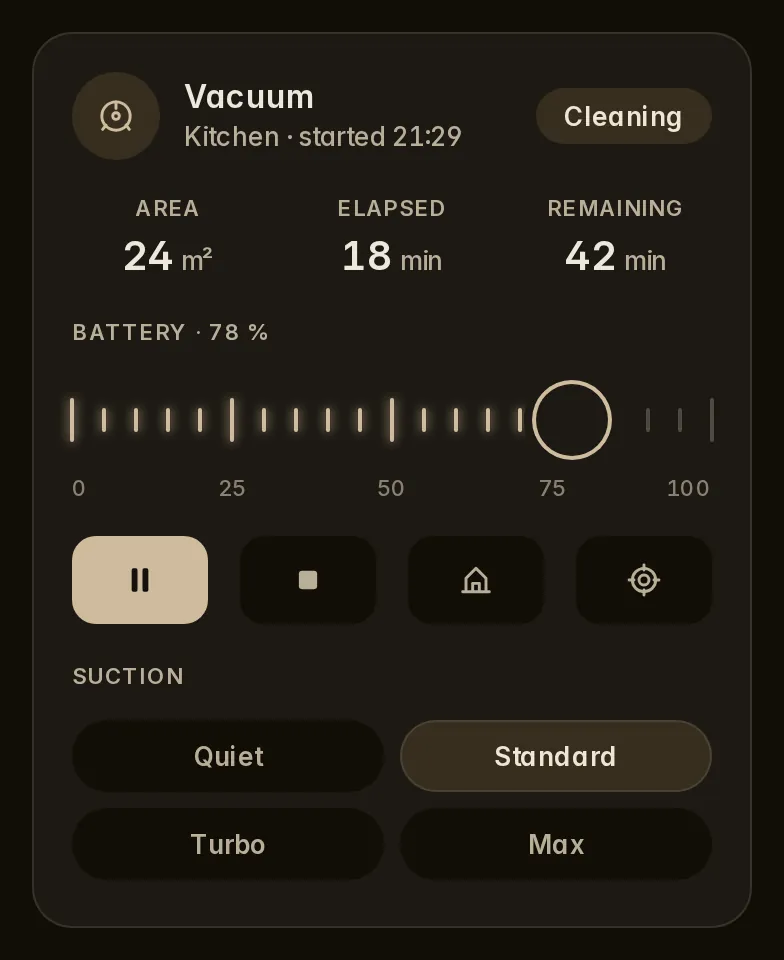 Vacuum
Kitchen · started 21:29
Cleaning
AREA ELAPSED REMAINING
24 m² 18 min 42 min
BATTERY · 78 %
0 25 50 75 100
SUCTION
Quiet Standard
Turbo Max